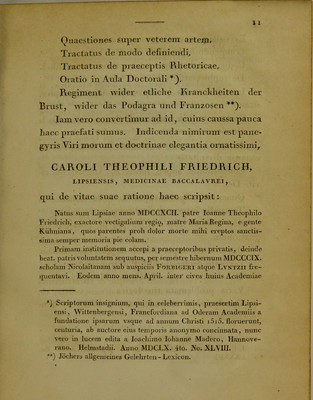 11
Quaestiones super veterem artem.
Tractatus de modo definiendi,
Tractatus de praeceptis Rhetoricae.
Oratio in Aula Doctorali *).
Regiment wider etliche Kranckheiten der
Brust, wider das Podagra und Franzosen **).
Iam vero convertimur ad id, cuius caussa pauca
haec praefati sumus. Indicenda nimirum est pane-
gyris Viri morum et doctrinae elegantia ornatissimi,
CAROLI THEOPHILI FRIEDRICH,
LIPSIENSIS, MEDICINAE BACCALAVREI,
qui de vitae suae ratione haec scripsit:
Natus sum Lipsiae anno MDCCXCII. patre Ioanne Theophilo
Friedrich, exactore vectigalium regio, matre Maria Regina, e gente
Kühniana, quos parentes proh dolor morte mihi ereptos sanctis-
sima semper memoria pie colam.
Primam institutionem accepi a praeceptoribus privatis, deinde
beat. patris voluntatem sequutus, per semestre hibernum MDCCCIX.
scholam Nicolaitanam sub auspiciis FORBIGERI atque LVNTZII fre-
quentavi. Eodem anno mens. April. inter cives huius Academiae
*) Scriptorum insignium, qui in celeberrimis, praesertim Lipsi-
ensi, Wittenbergensi, Francfordiana ad Oderam Academiis a
fundatione ipsarum vsque ad annum Christi 1515. floruerunt,
centuria, ab auctore eius temporis anonymo concinnata, nunc
vero in lucem edita a Ioachimo Iohanne Madero, Hannove-
rano. Helmstadii. Anno MDCLX. 4to. No. XLVIII.
**) Jöchers allgemeines Gelehrten-Lexicon.